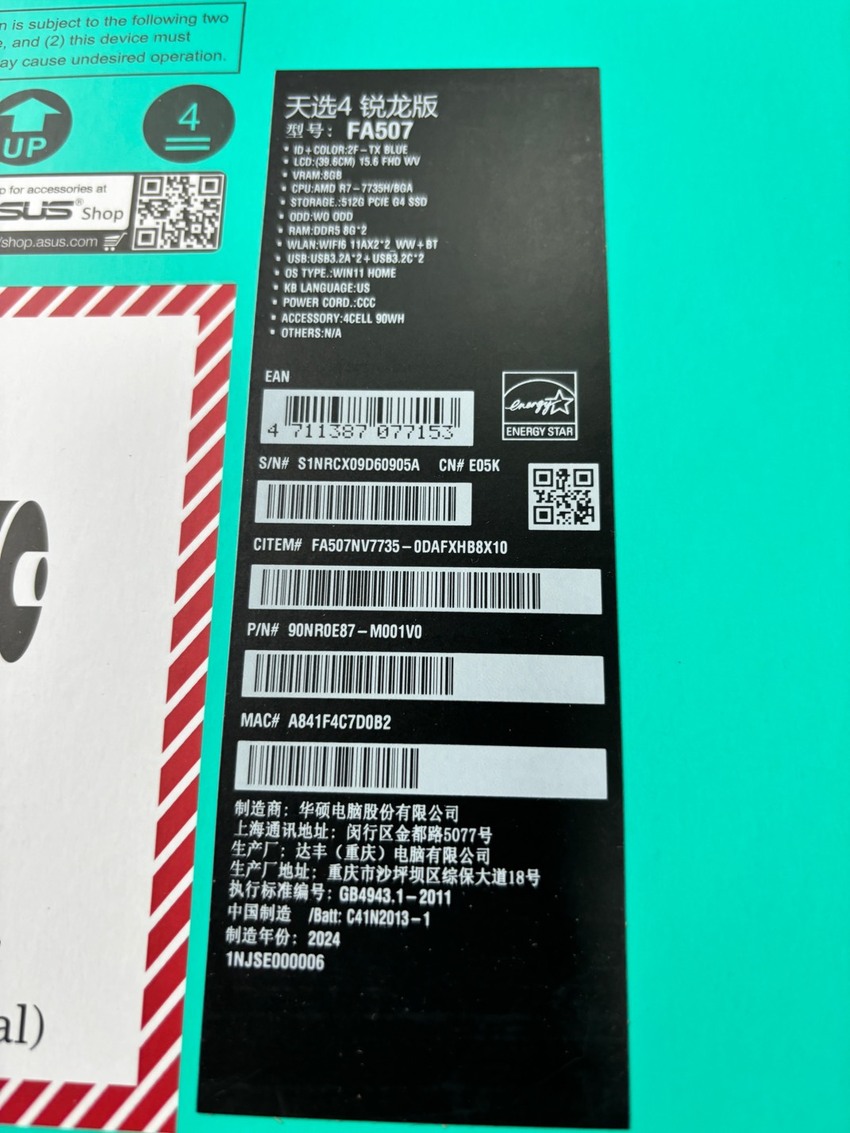 n is subject to the following two
e, and (2) this device must
ay cause undesired operation.
UP
4
p for accessories at
SUS® Shop
/shop.asus.com
al)
天选4 锐龙版
型号: FA507
• ID+COLOR:2F-TX BLUE
• LCD:(39.6CM) 15.6 FHD WV
• VRAM:8GB
• CPU:AMD R7-7735H/BGA
• STORAGE.:512G PCIE G4 SSD
• ODD:WO ODD
• RAM:DDR5 8G*2
• WLAN:WIFI6 11AX2*2_WW+BT
• USB:USB3.2A*2+USB3.2C*2
• OS TYPE.:WIN11 HOME
• KB LANGUAGE:US
• POWER CORD.:CCC
• ACCESSORY:4CELL 90WH
• OTHERS:N/A
EAN
4 711387 077153
energy
ENERGY STAR
S/N# S1NRCX09D60905A CN# E05K
CITEM# FA507NV7735-0DAFXHB8X10
P/N# 90NR0E87-M001V0
MAC# A841F4C7D0B2
制造商: 华硕电脑股份有限公司
上海通讯地址: 闵行区金都路5077号
生产厂: 达丰(重庆)电脑有限公司
生产厂地址: 重庆市沙坪坝区综保大道18号
执行标准编号: GB4943.1-2011
中国制造 /Batt: C41N2013-1
制造年份: 2024
1NJSE000006